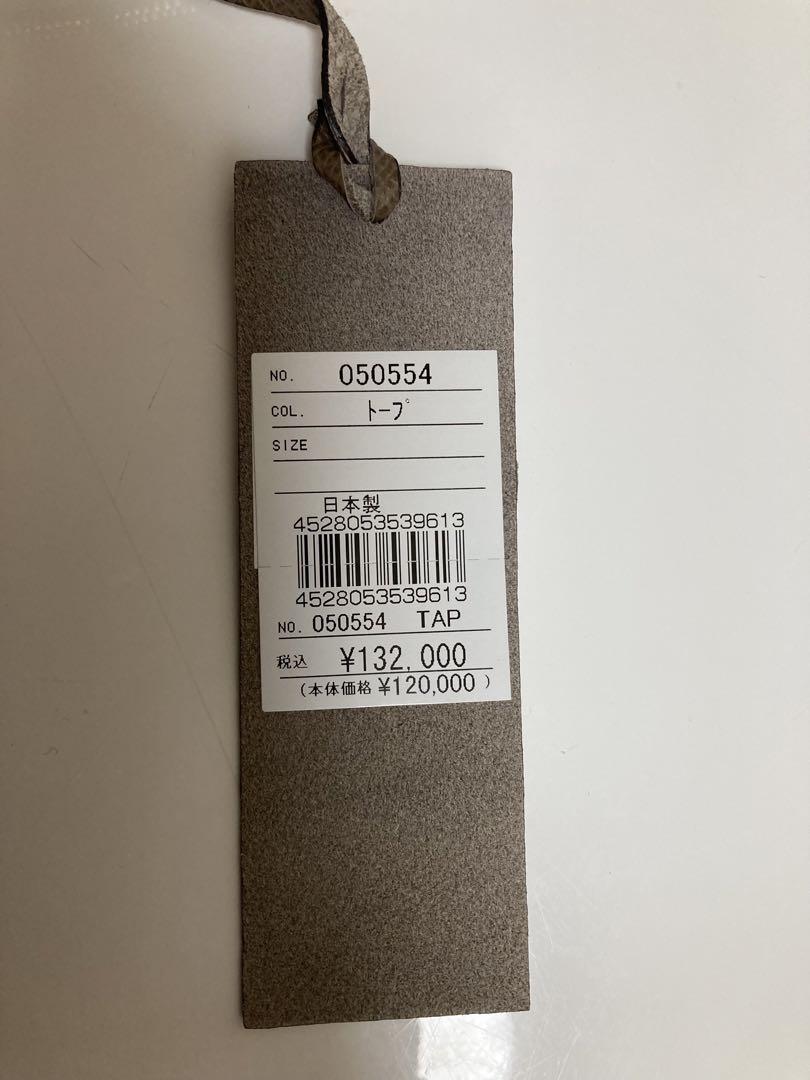 NO. 050554
COL. トープ
SIZE
日本製
4528053539613
4528053539613
NO. 050554 TAP
税込 ¥132,000
(本体価格 ¥120,000 )